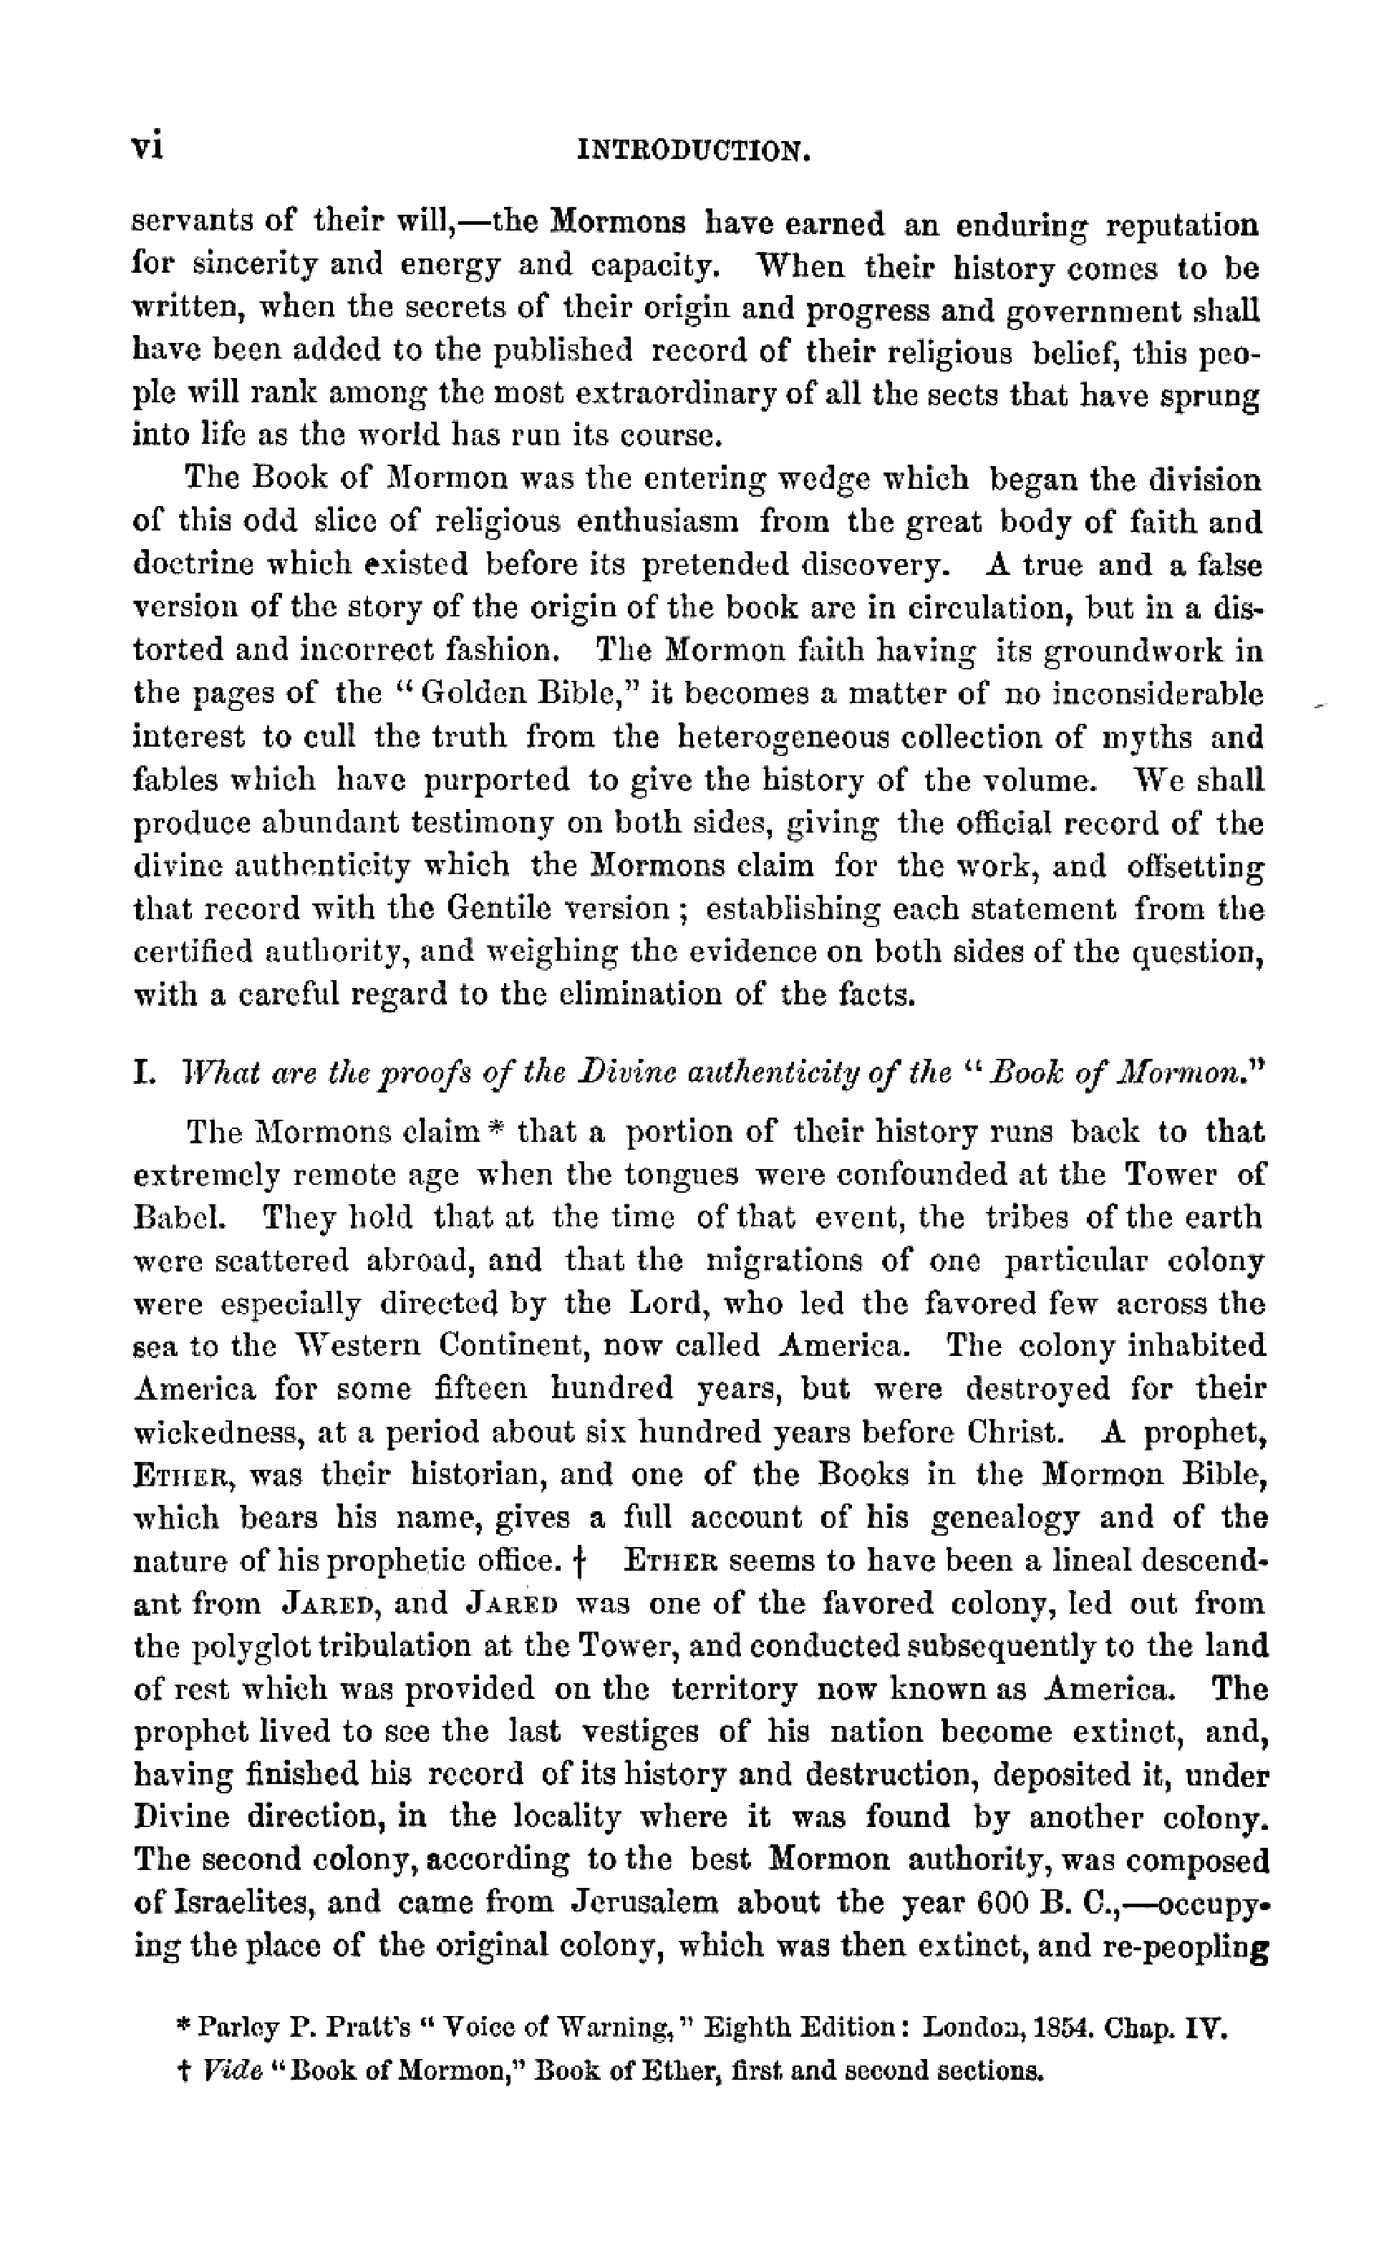 vi INTRODUCTION.
servants of their will,—the Mormons have earned an enduring reputation
for sincerity and energy and capacity. When their history comes to be
written, when the secrets of their origin and progress and government shall
have been added to the published record of their religious belief, this peo-
ple will rank among the most extraordinary of all the sects that have sprung
into life as the world has run its course.
The Book of Mormon was the entering wedge which began the division
of this odd slice of religious enthusiasm from the great body of faith and
doctrine which existed before its pretended discovery. A true and a false
version of the story of the origin of the book are in circulation, but in a dis-
torted and incorrect fashion. The Mormon faith having its groundwork in
the pages of the “Golden Bible,” it becomes a matter of no inconsiderable
interest to cull the truth from the heterogeneous collection of myths and
fables which have purported to give the history of the volume. We shall
produce abundant testimony on both sides, giving the official record of the
divine authenticity which the Mormons claim for the work, and offsetting
that record with the Gentile version; establishing each statement from the
certified authority, and weighing the evidence on both sides of the question,
with a careful regard to the elimination of the facts.
I. What are the proofs of the Divine authenticity of the “Book of Mormon.”
The Mormons claim* that a portion of their history runs back to that
extremely remote age when the tongues were confounded at the Tower of
Babel. They hold that at the time of that event, the tribes of the earth
were scattered abroad, and that the migrations of one particular colony
were especially directed by the Lord, who led the favored few across the
sea to the Western Continent, now called America. The colony inhabited
America for some fifteen hundred years, but were destroyed for their
wickedness, at a period about six hundred years before Christ. A prophet,
ETHER, was their historian, and one of the Books in the Mormon Bible,
which bears his name, gives a full account of his genealogy and of the
nature of his prophetic office.† ETHER seems to have been a lineal descend-
ant from JARED, and JARED was one of the favored colony, led out from
the polyglot tribulation at the Tower, and conducted subsequently to the land
of rest which was provided on the territory now known as America. The
prophet lived to see the last vestiges of his nation become extinct, and,
having finished his record of its history and destruction, deposited it, under
Divine direction, in the locality where it was found by another colony.
The second colony, according to the best Mormon authority, was composed
of Israelites, and came from Jerusalem about the year 600 B. C.,—occupy-
ing the place of the original colony, which was then extinct, and re-peopling
* Parley P. Pratt's “Voice of Warning,” Eighth Edition: London, 1854. Chap. IV.
† Vide “Book of Mormon,” Book of Ether, first and second sections.